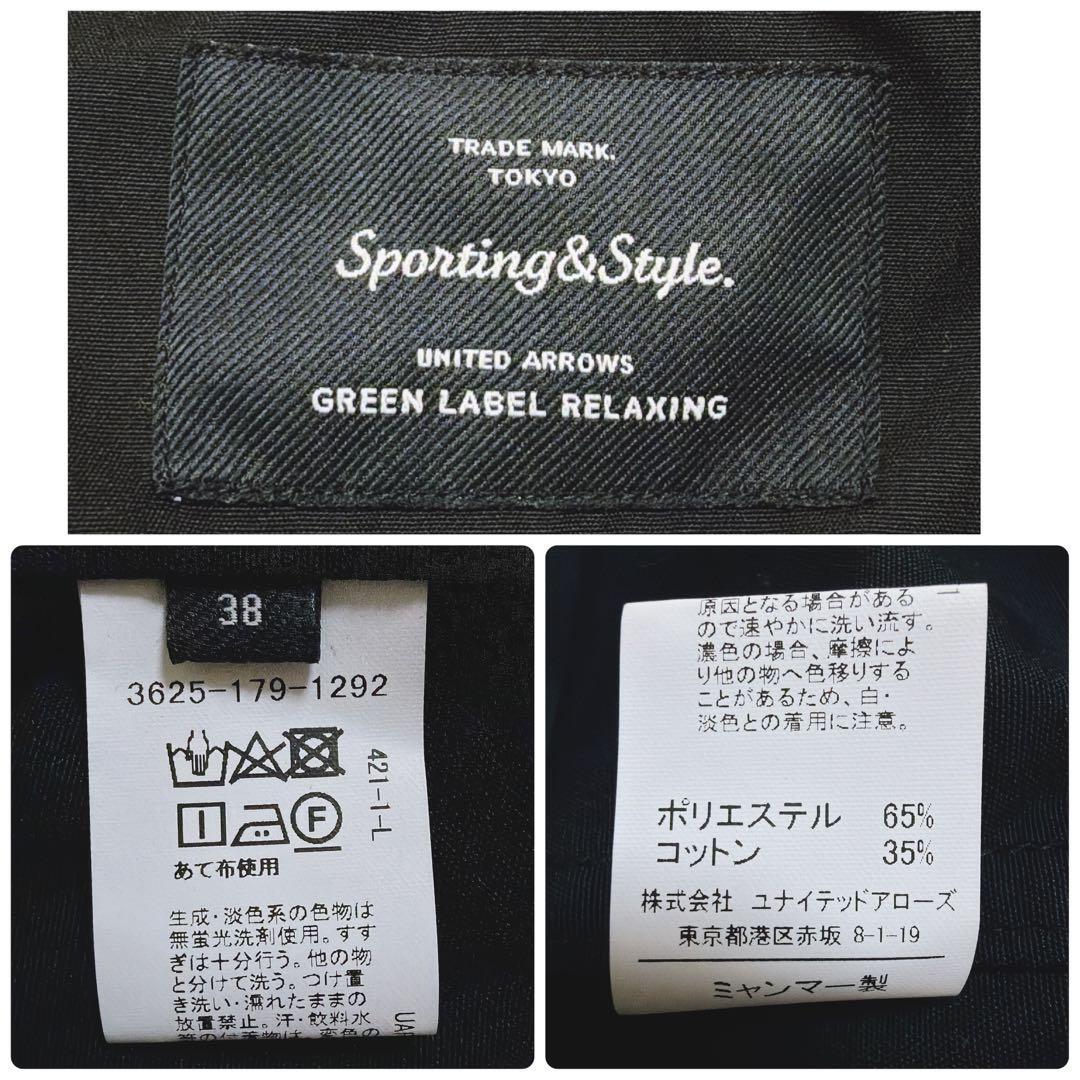 TRADE MARK.
TOKYO
Sporting&Style.
UNITED ARROWS
GREEN LABEL RELAXING
38
3625-179-1292
421-1-L
あて布使用
生成・淡色系の色物は
無蛍光洗剤使用。すす
ぎは十分行う。他の物
と分けて洗う。つけ置
き洗い・濡れたままの
放置禁止。汗・飲料水
等の付着物は、変色の
原因となる場合がある
ので速やかに洗い流す。
濃色の場合、摩擦によ
り他の物へ色移りする
ことがあるため、白・
淡色との着用に注意。
ポリエステル 65%
コットン 35%
株式会社 ユナイテッドアローズ
東京都港区赤坂 8-1-19
ミャンマー製